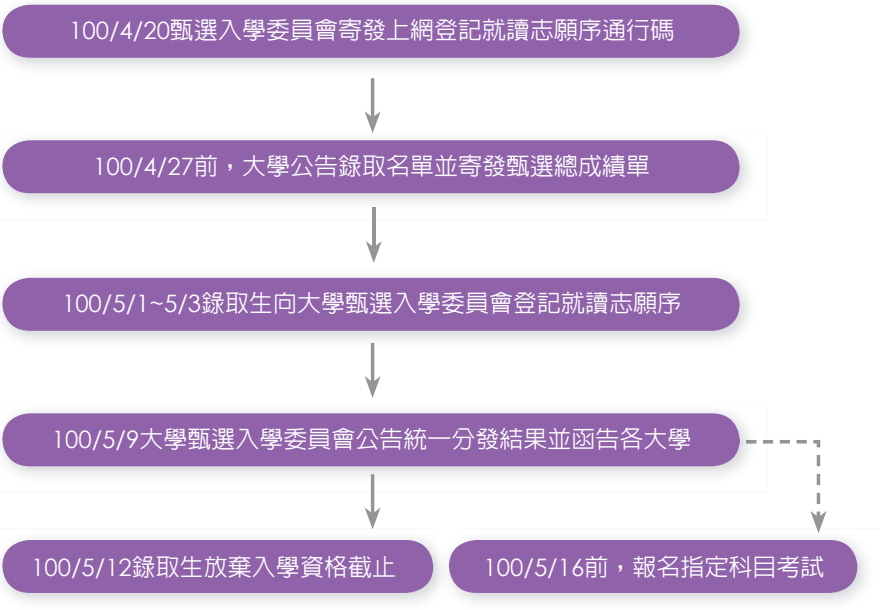 100/4/20甄選入學委員會寄發上網登記就讀志願序通行碼
100/4/27前，大學公告錄取名單並寄發甄選總成績單
100/5/1~5/3錄取生向大學甄選入學委員會登記就讀志願序
100/5/9大學甄選入學委員會公告統一分發結果並函告各大學
100/5/12錄取生放棄入學資格截止
100/5/16前，報名指定科目考試